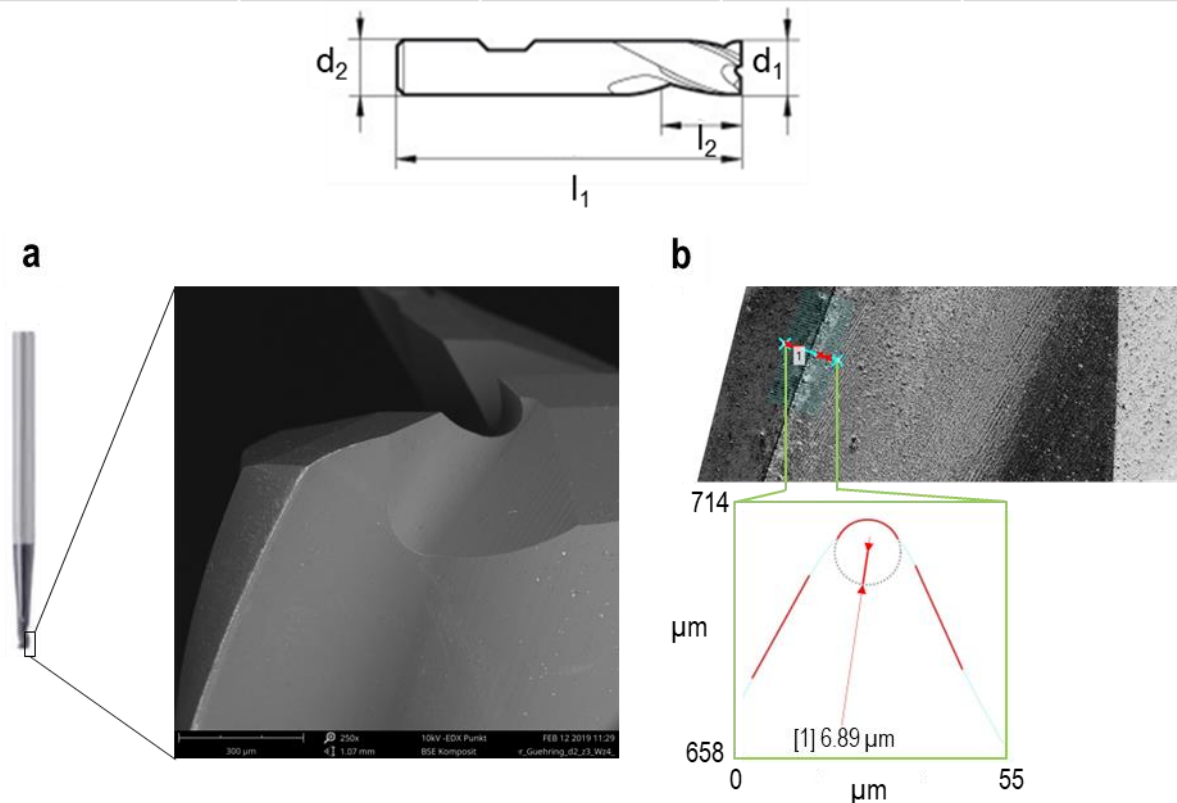 d2
d1
l2
l1
a
b
1
714
µm
[1] 6.89 µm
658
0
55
µm
300 µm
250x
1.07 mm
10kV -EDX Punkt
BSE Komposit
FEB 12 2019 11:29
r_Guehring_d2_z3_Wz4_